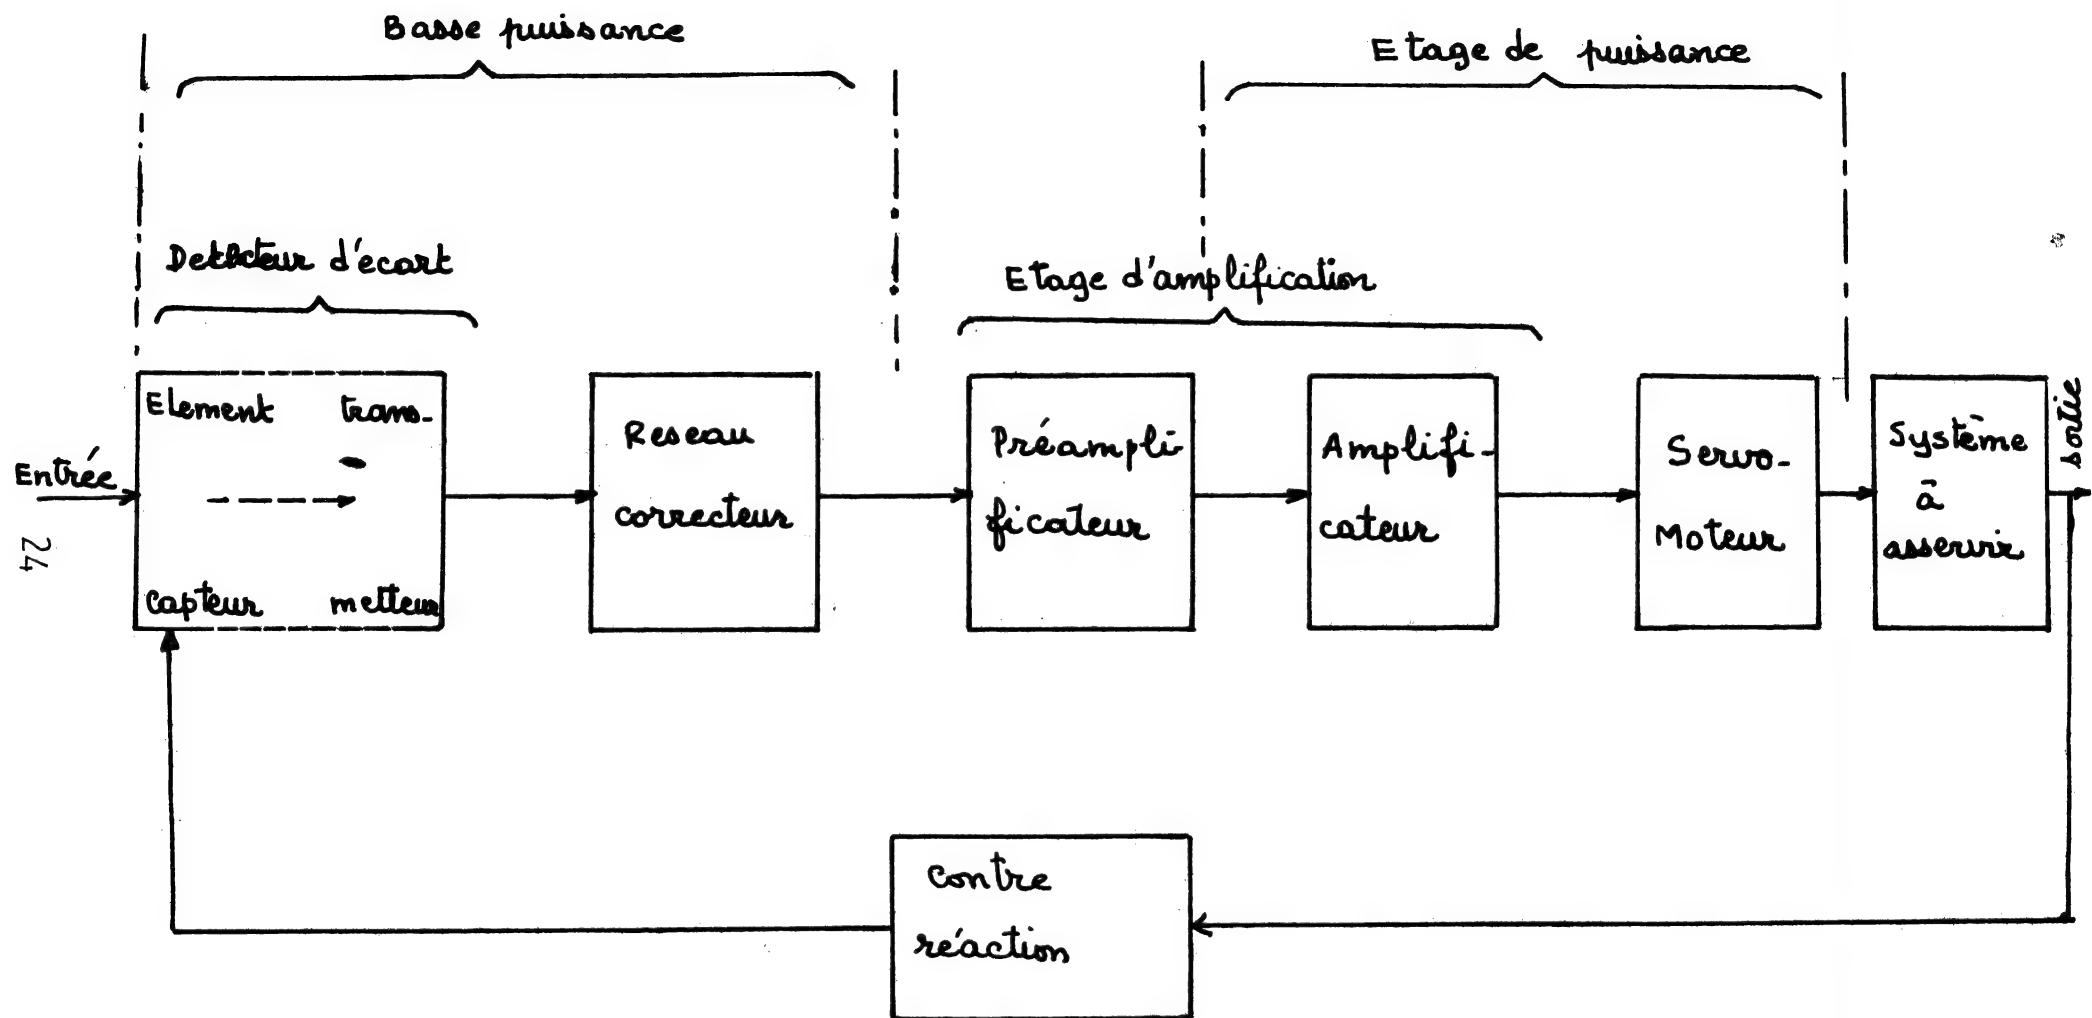 Basse puissance
Etage de puissance
Detecteur d'écart
Etage d'amplification
Element trans-
capteur metteur
Reseau
correcteur
Préampli-
ficateur
Amplifi-
cateur
Servo-
Moteur
Système
à
asservir
Entrée
sortie
24
contre
réaction